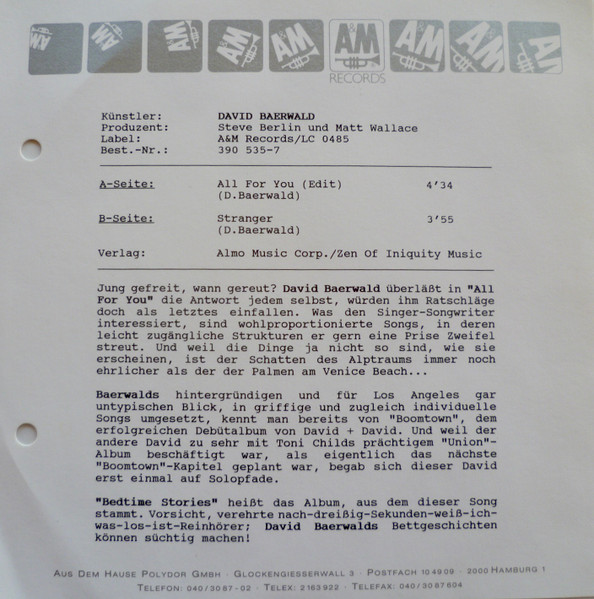 A&M A&M A&M A&M A&M A&M A&M A&M A&M
RECORDS
Künstler: DAVID BAERWALD
Produzent: Steve Berlin und Matt Wallace
Label: A&M Records/LC 0485
Best.-Nr.: 390 535-7
A-Seite: All For You (Edit) 4'34
(D.Baerwald)
B-Seite: Stranger 3'55
(D.Baerwald)
Verlag: Almo Music Corp./Zen Of Iniquity Music
Jung gefreit, wann gereut? David Baerwald überläßt in "All
For You" die Antwort jedem selbst, würden ihm Ratschläge
doch als letztes einfallen. Was den Singer-Songwriter
interessiert, sind wohlproportionierte Songs, in deren
leicht zugängliche Strukturen er gern eine Prise Zweifel
streut. Und weil die Dinge ja nicht so sind, wie sie
erscheinen, ist der Schatten des Alptraums immer noch
ehrlicher als der der Palmen am Venice Beach...
Baerwalds hintergründigen und für Los Angeles gar
untypischen Blick, in griffige und zugleich individuelle
Songs umgesetzt, kennt man bereits von "Boomtown", dem
erfolgreichen Debütalbum von David + David. Und weil der
andere David zu sehr mit Toni Childs prächtigem "Union"-
Album beschäftigt war, als eigentlich das nächste
"Boomtown"-Kapitel geplant war, begab sich dieser David
erst einmal auf Solopfade.
"Bedtime Stories" heißt das Album, aus dem dieser Song
stammt. Vorsicht, verehrte nach-dreißig-Sekunden-weiß-ich-
was-los-ist-Reinhörer; David Baerwalds Bettgeschichten
können süchtig machen!
AUS DEM HAUSE POLYDOR GMBH · GLOCKENGIESSERWALL 3 · POSTFACH 10 49 09 · 2000 HAMBURG 1
TELEFON: 040/30 87-02 · TELEX: 2163 922 · TELEFAX: 040/30 87 604